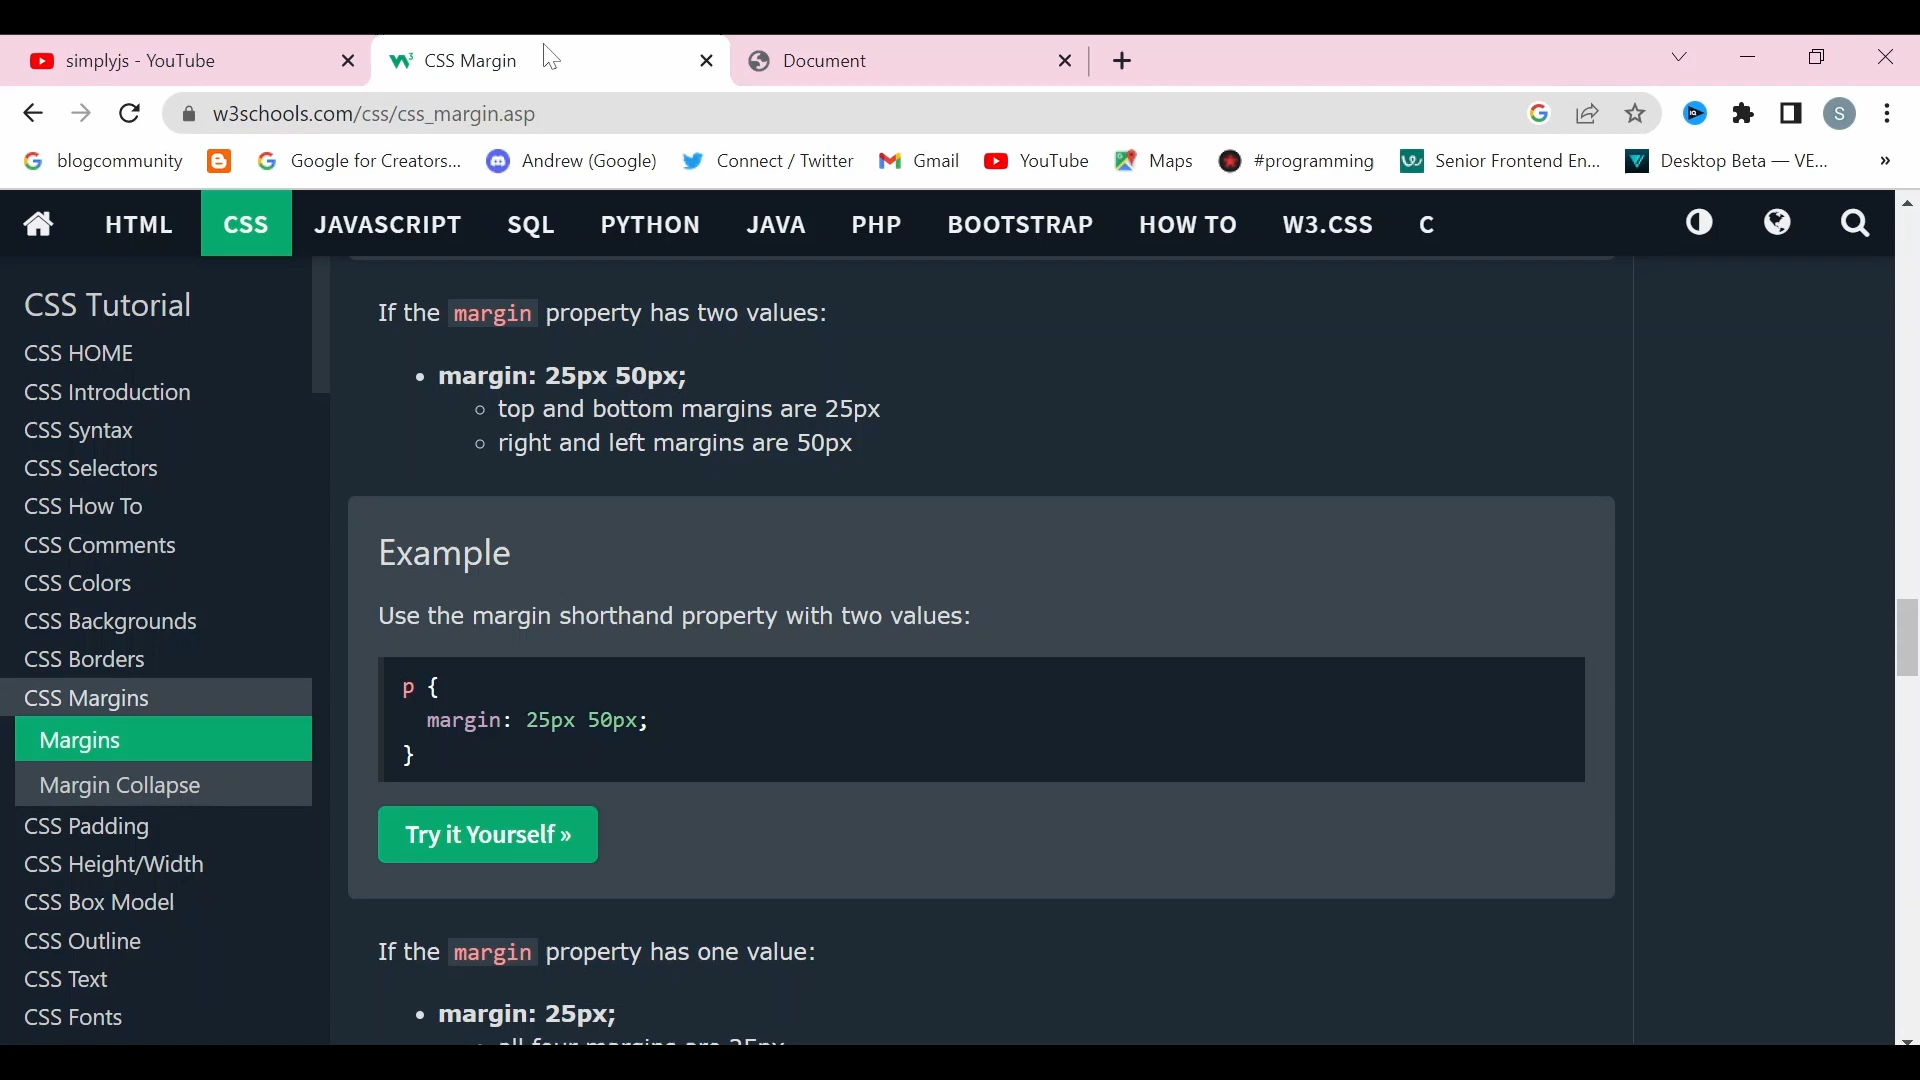 simplyjs - YouTube
CSS Margin
Document
w3schools.com/css/css_margin.asp
S
blogcommunity
Google for Creators...
Andrew (Google)
Connect / Twitter
Gmail
YouTube
Maps
#programming
Senior Frontend En...
Desktop Beta — VE...
»
HTML
CSS
JAVASCRIPT
SQL
PYTHON
JAVA
PHP
BOOTSTRAP
HOW TO
W3.CSS
C
CSS Tutorial
CSS HOME
CSS Introduction
CSS Syntax
CSS Selectors
CSS How To
CSS Comments
CSS Colors
CSS Backgrounds
CSS Borders
CSS Margins
Margins
Margin Collapse
CSS Padding
CSS Height/Width
CSS Box Model
CSS Outline
CSS Text
CSS Fonts
If the margin property has two values:
margin: 25px 50px;
top and bottom margins are 25px
right and left margins are 50px
Example
Use the margin shorthand property with two values:
p {
margin: 25px 50px;
}
Try it Yourself »
If the margin property has one value:
margin: 25px;
all four margins are 25px